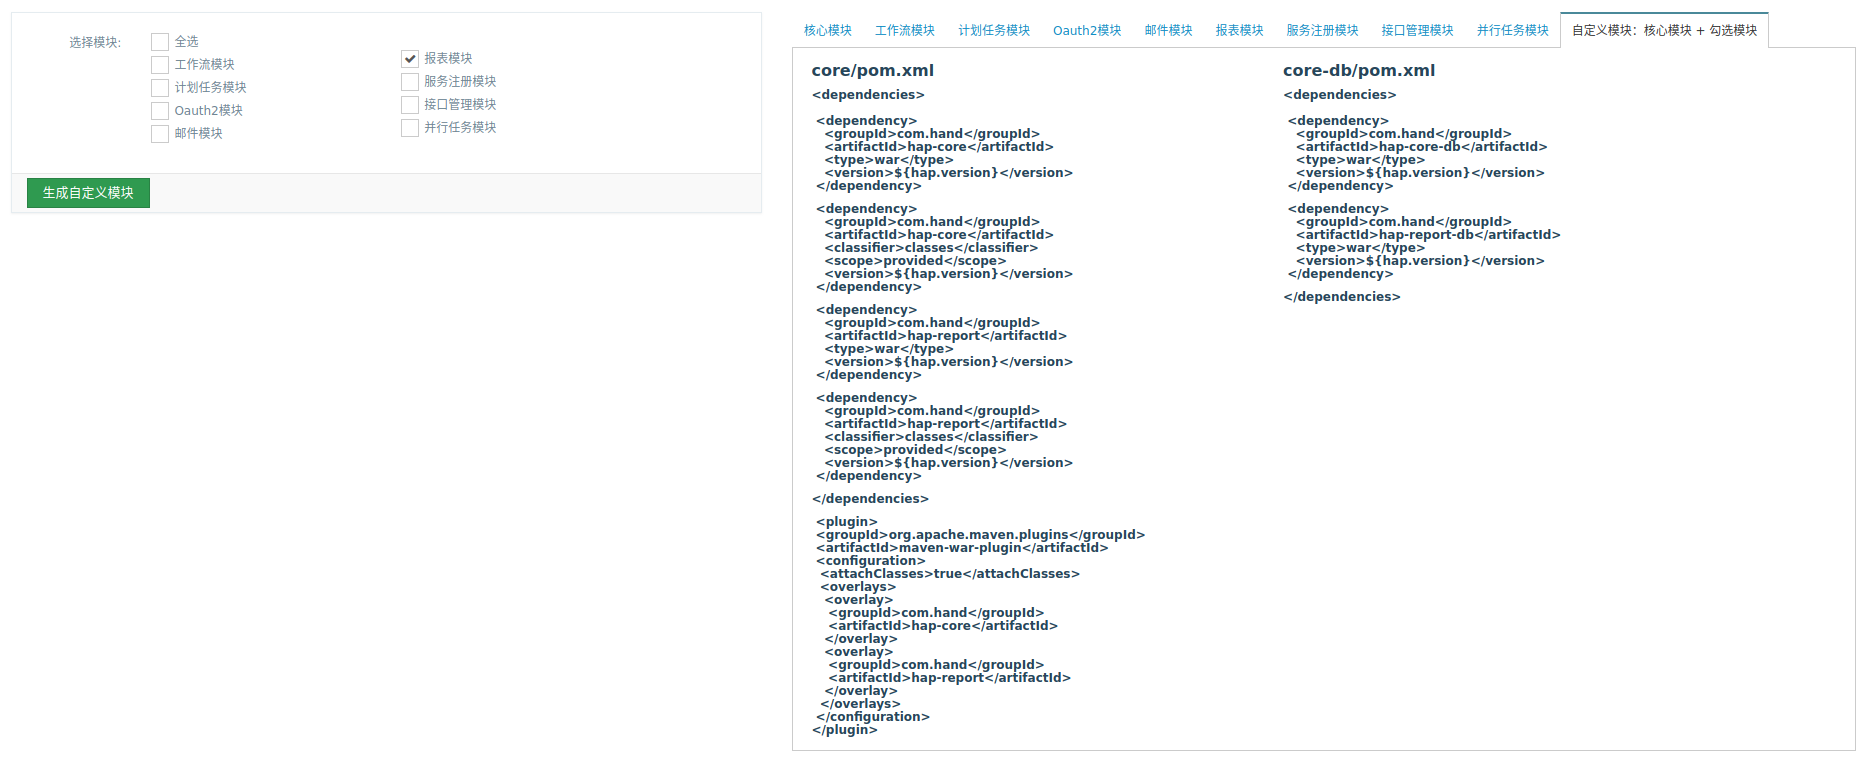 选择模块:
全选
工作流模块
计划任务模块
Oauth2模块
邮件模块
报表模块
服务注册模块
接口管理模块
并行任务模块
生成自定义模块
核心模块 工作流模块 计划任务模块 Oauth2模块 邮件模块 报表模块 服务注册模块 接口管理模块 并行任务模块 自定义模块：核心模块 + 勾选模块
core/pom.xml
<dependencies>
<dependency>
<groupId>com.hand</groupId>
<artifactId>hap-core</artifactId>
<type>war</type>
<version>${hap.version}</version>
</dependency>
<dependency>
<groupId>com.hand</groupId>
<artifactId>hap-core</artifactId>
<classifier>classes</classifier>
<scope>provided</scope>
<version>${hap.version}</version>
</dependency>
<dependency>
<groupId>com.hand</groupId>
<artifactId>hap-report</artifactId>
<type>war</type>
<version>${hap.version}</version>
</dependency>
<dependency>
<groupId>com.hand</groupId>
<artifactId>hap-report</artifactId>
<classifier>classes</classifier>
<scope>provided</scope>
<version>${hap.version}</version>
</dependency>
</dependencies>
<plugin>
<groupId>org.apache.maven.plugins</groupId>
<artifactId>maven-war-plugin</artifactId>
<configuration>
<attachClasses>true</attachClasses>
<overlays>
<overlay>
<groupId>com.hand</groupId>
<artifactId>hap-core</artifactId>
</overlay>
<overlay>
<groupId>com.hand</groupId>
<artifactId>hap-report</artifactId>
</overlay>
</overlays>
</configuration>
</plugin>
core-db/pom.xml
<dependencies>
<dependency>
<groupId>com.hand</groupId>
<artifactId>hap-core-db</artifactId>
<type>war</type>
<version>${hap.version}</version>
</dependency>
<dependency>
<groupId>com.hand</groupId>
<artifactId>hap-report-db</artifactId>
<type>war</type>
<version>${hap.version}</version>
</dependency>
</dependencies>